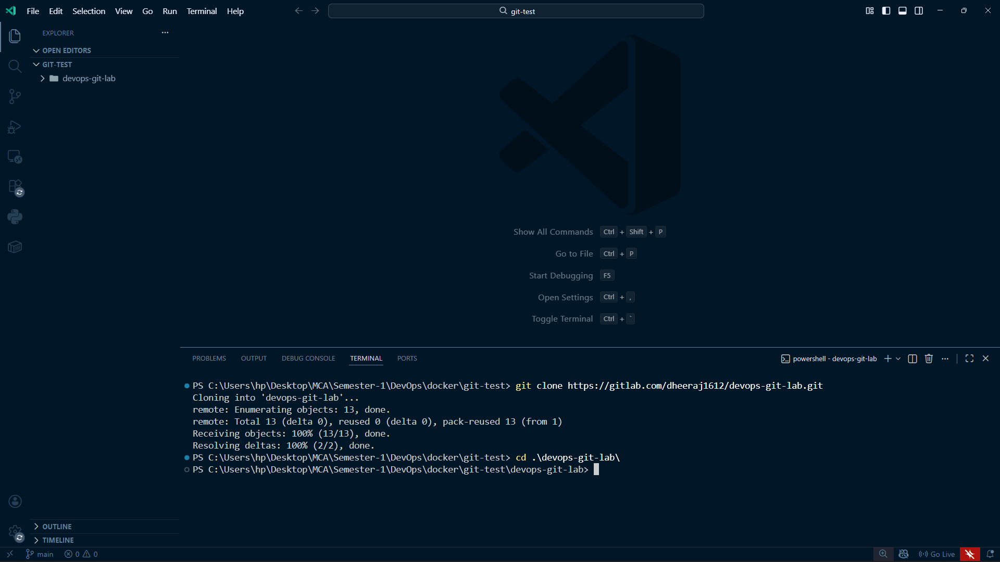 File Edit Selection View Go Run Terminal Help
git-test
EXPLORER
OPEN EDITORS
GIT-TEST
devops-git-lab
Show All Commands Ctrl + Shift + P
Go to File Ctrl + P
Start Debugging F5
Open Settings Ctrl + ,
Toggle Terminal Ctrl + `
PROBLEMS OUTPUT DEBUG CONSOLE TERMINAL PORTS
powershell - devops-git-lab
PS C:\Users\hp\Desktop\MCA\Semester-1\DevOps\docker\git-test> git clone https://gitlab.com/dheeraj1612/devops-git-lab.git
Cloning into 'devops-git-lab'...
remote: Enumerating objects: 13, done.
remote: Total 13 (delta 0), reused 0 (delta 0), pack-reused 13 (from 1)
Receiving objects: 100% (13/13), done.
Resolving deltas: 100% (2/2), done.
PS C:\Users\hp\Desktop\MCA\Semester-1\DevOps\docker\git-test> cd .\devops-git-lab\
PS C:\Users\hp\Desktop\MCA\Semester-1\DevOps\docker\git-test\devops-git-lab>
OUTLINE
TIMELINE
main 0 0
Go Live